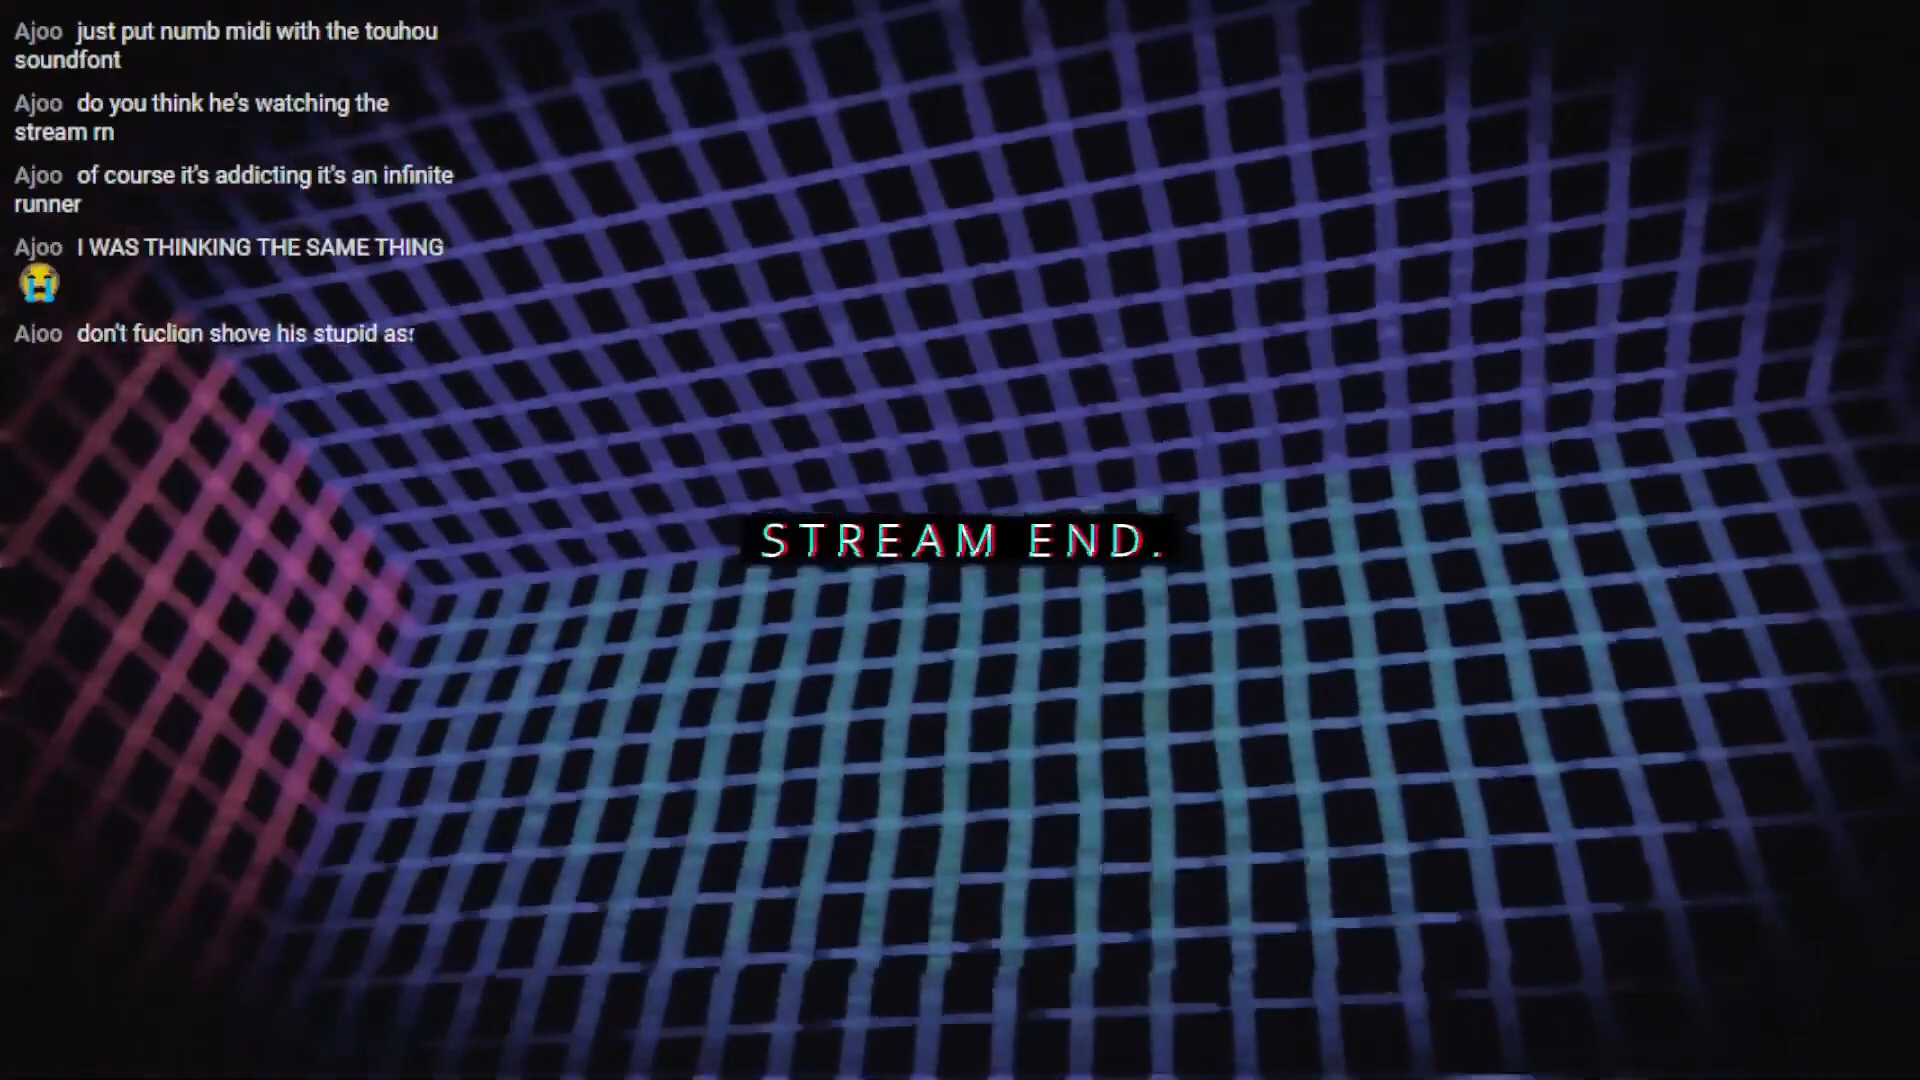 Ajoo just put numb midi with the touhou
soundfont
Ajoo do you think he's watching the
stream rn
Ajoo of course it's addicting it's an infinite
runner
Ajoo I WAS THINKING THE SAME THING
😭
Ajoo don't fuclign shove his stupid ass
STREAM END.